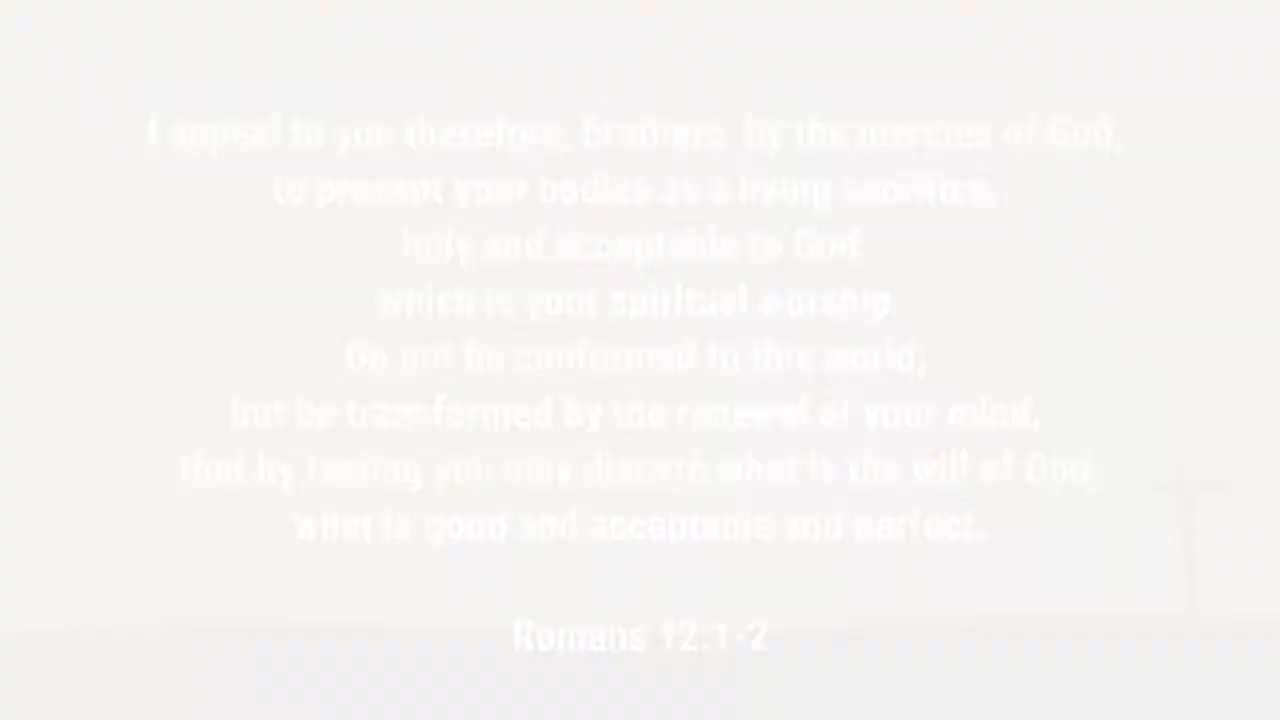 I appeal to you therefore, brothers, by the mercies of God,
to present your bodies as a living sacrifice,
holy and acceptable to God,
which is your spiritual worship.
Do not be conformed to this world,
but be transformed by the renewal of your mind,
that by testing you may discern what is the will of God,
what is good and acceptable and perfect.
Romans 12:1-2